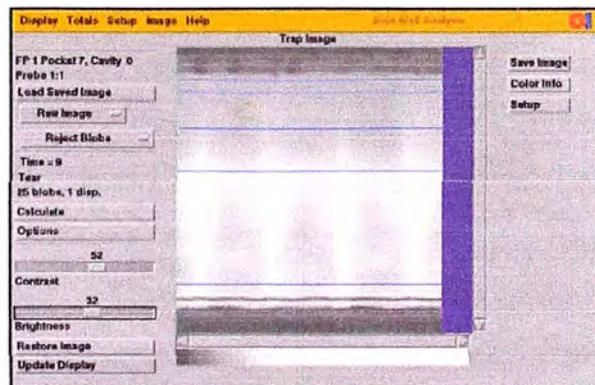 Display Totals Setup Image Help
Trap Image
FP 1 Pocket 7, Cavity 0
Probe 1:1
Load Saved Image
Raw Image
Reject Blobs
Time = 9
Tear
25 blobs, 1 disp.
Calculate
Options
52
Contrast
32
Brightness
Restore Image
Update Display
Save Image
Color Info
Setup